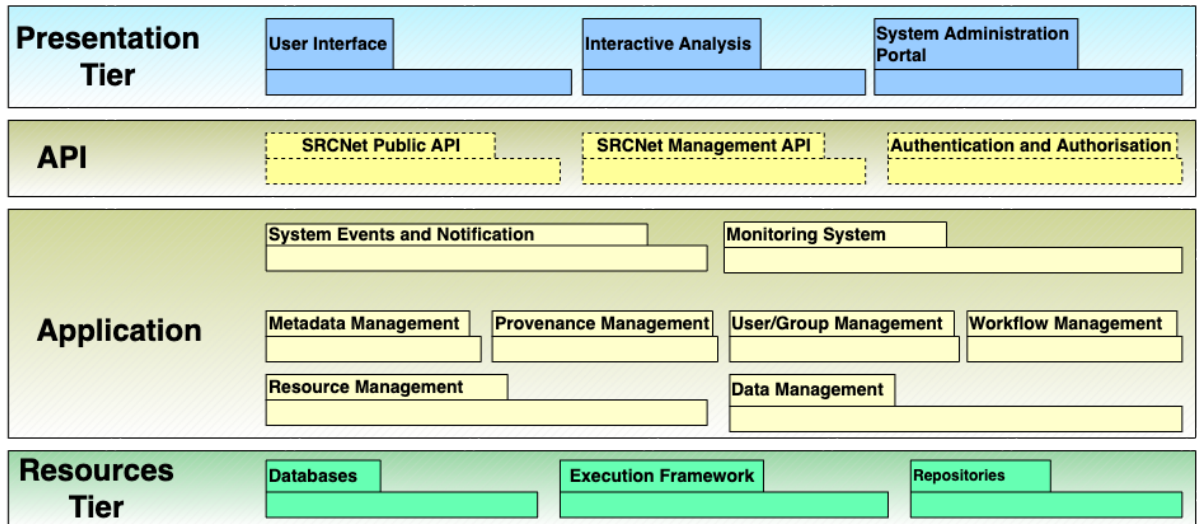 Presentation
Tier
User Interface
Interactive Analysis
System Administration
Portal
API
SRCNet Public API
SRCNet Management API
Authentication and Authorisation
Application
System Events and Notification
Monitoring System
Metadata Management
Provenance Management
User/Group Management
Workflow Management
Resource Management
Data Management
Resources
Tier
Databases
Execution Framework
Repositories